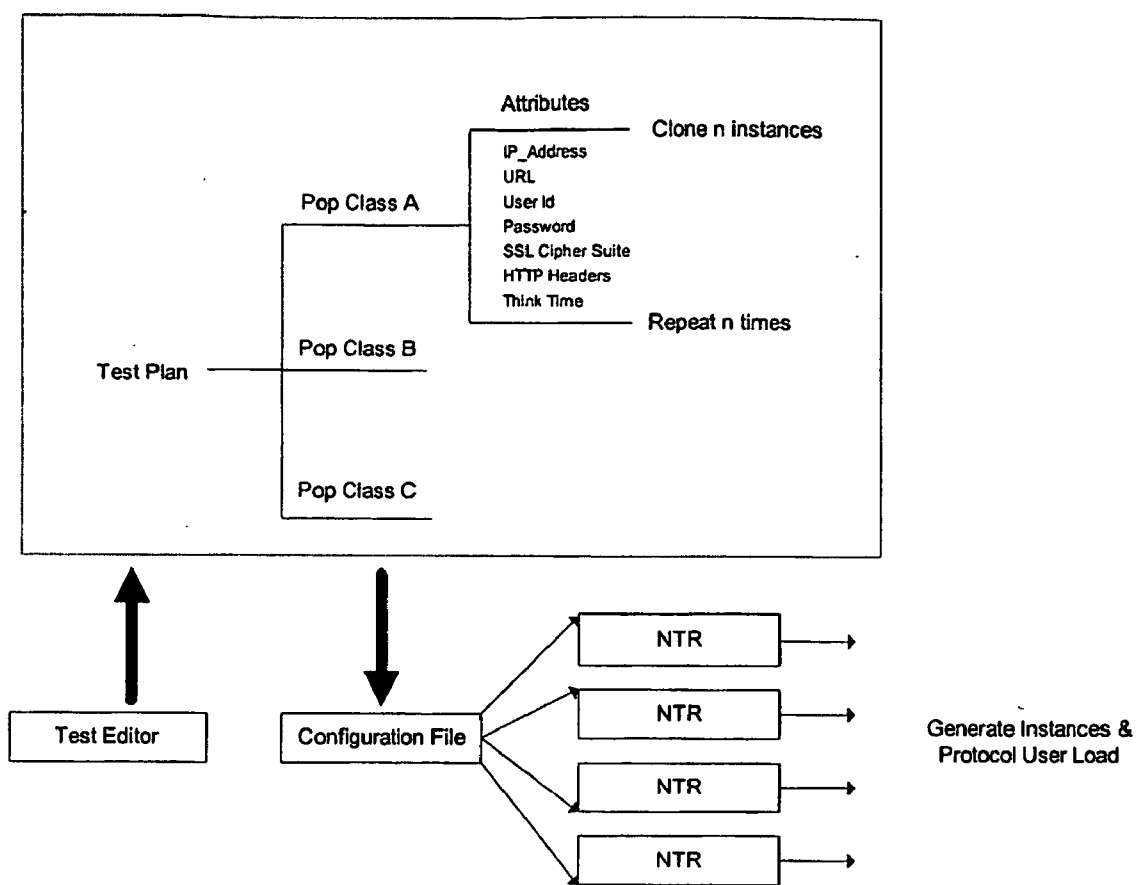 Attributes
Clone n instances
IP_Address
URL
User Id
Password
SSL Cipher Suite
HTTP Headers
Think Time
Pop Class A
Repeat n times
Pop Class B
Test Plan
Pop Class C
NTR
Test Editor
Configuration File
NTR
Generate Instances &
Protocol User Load
NTR
NTR